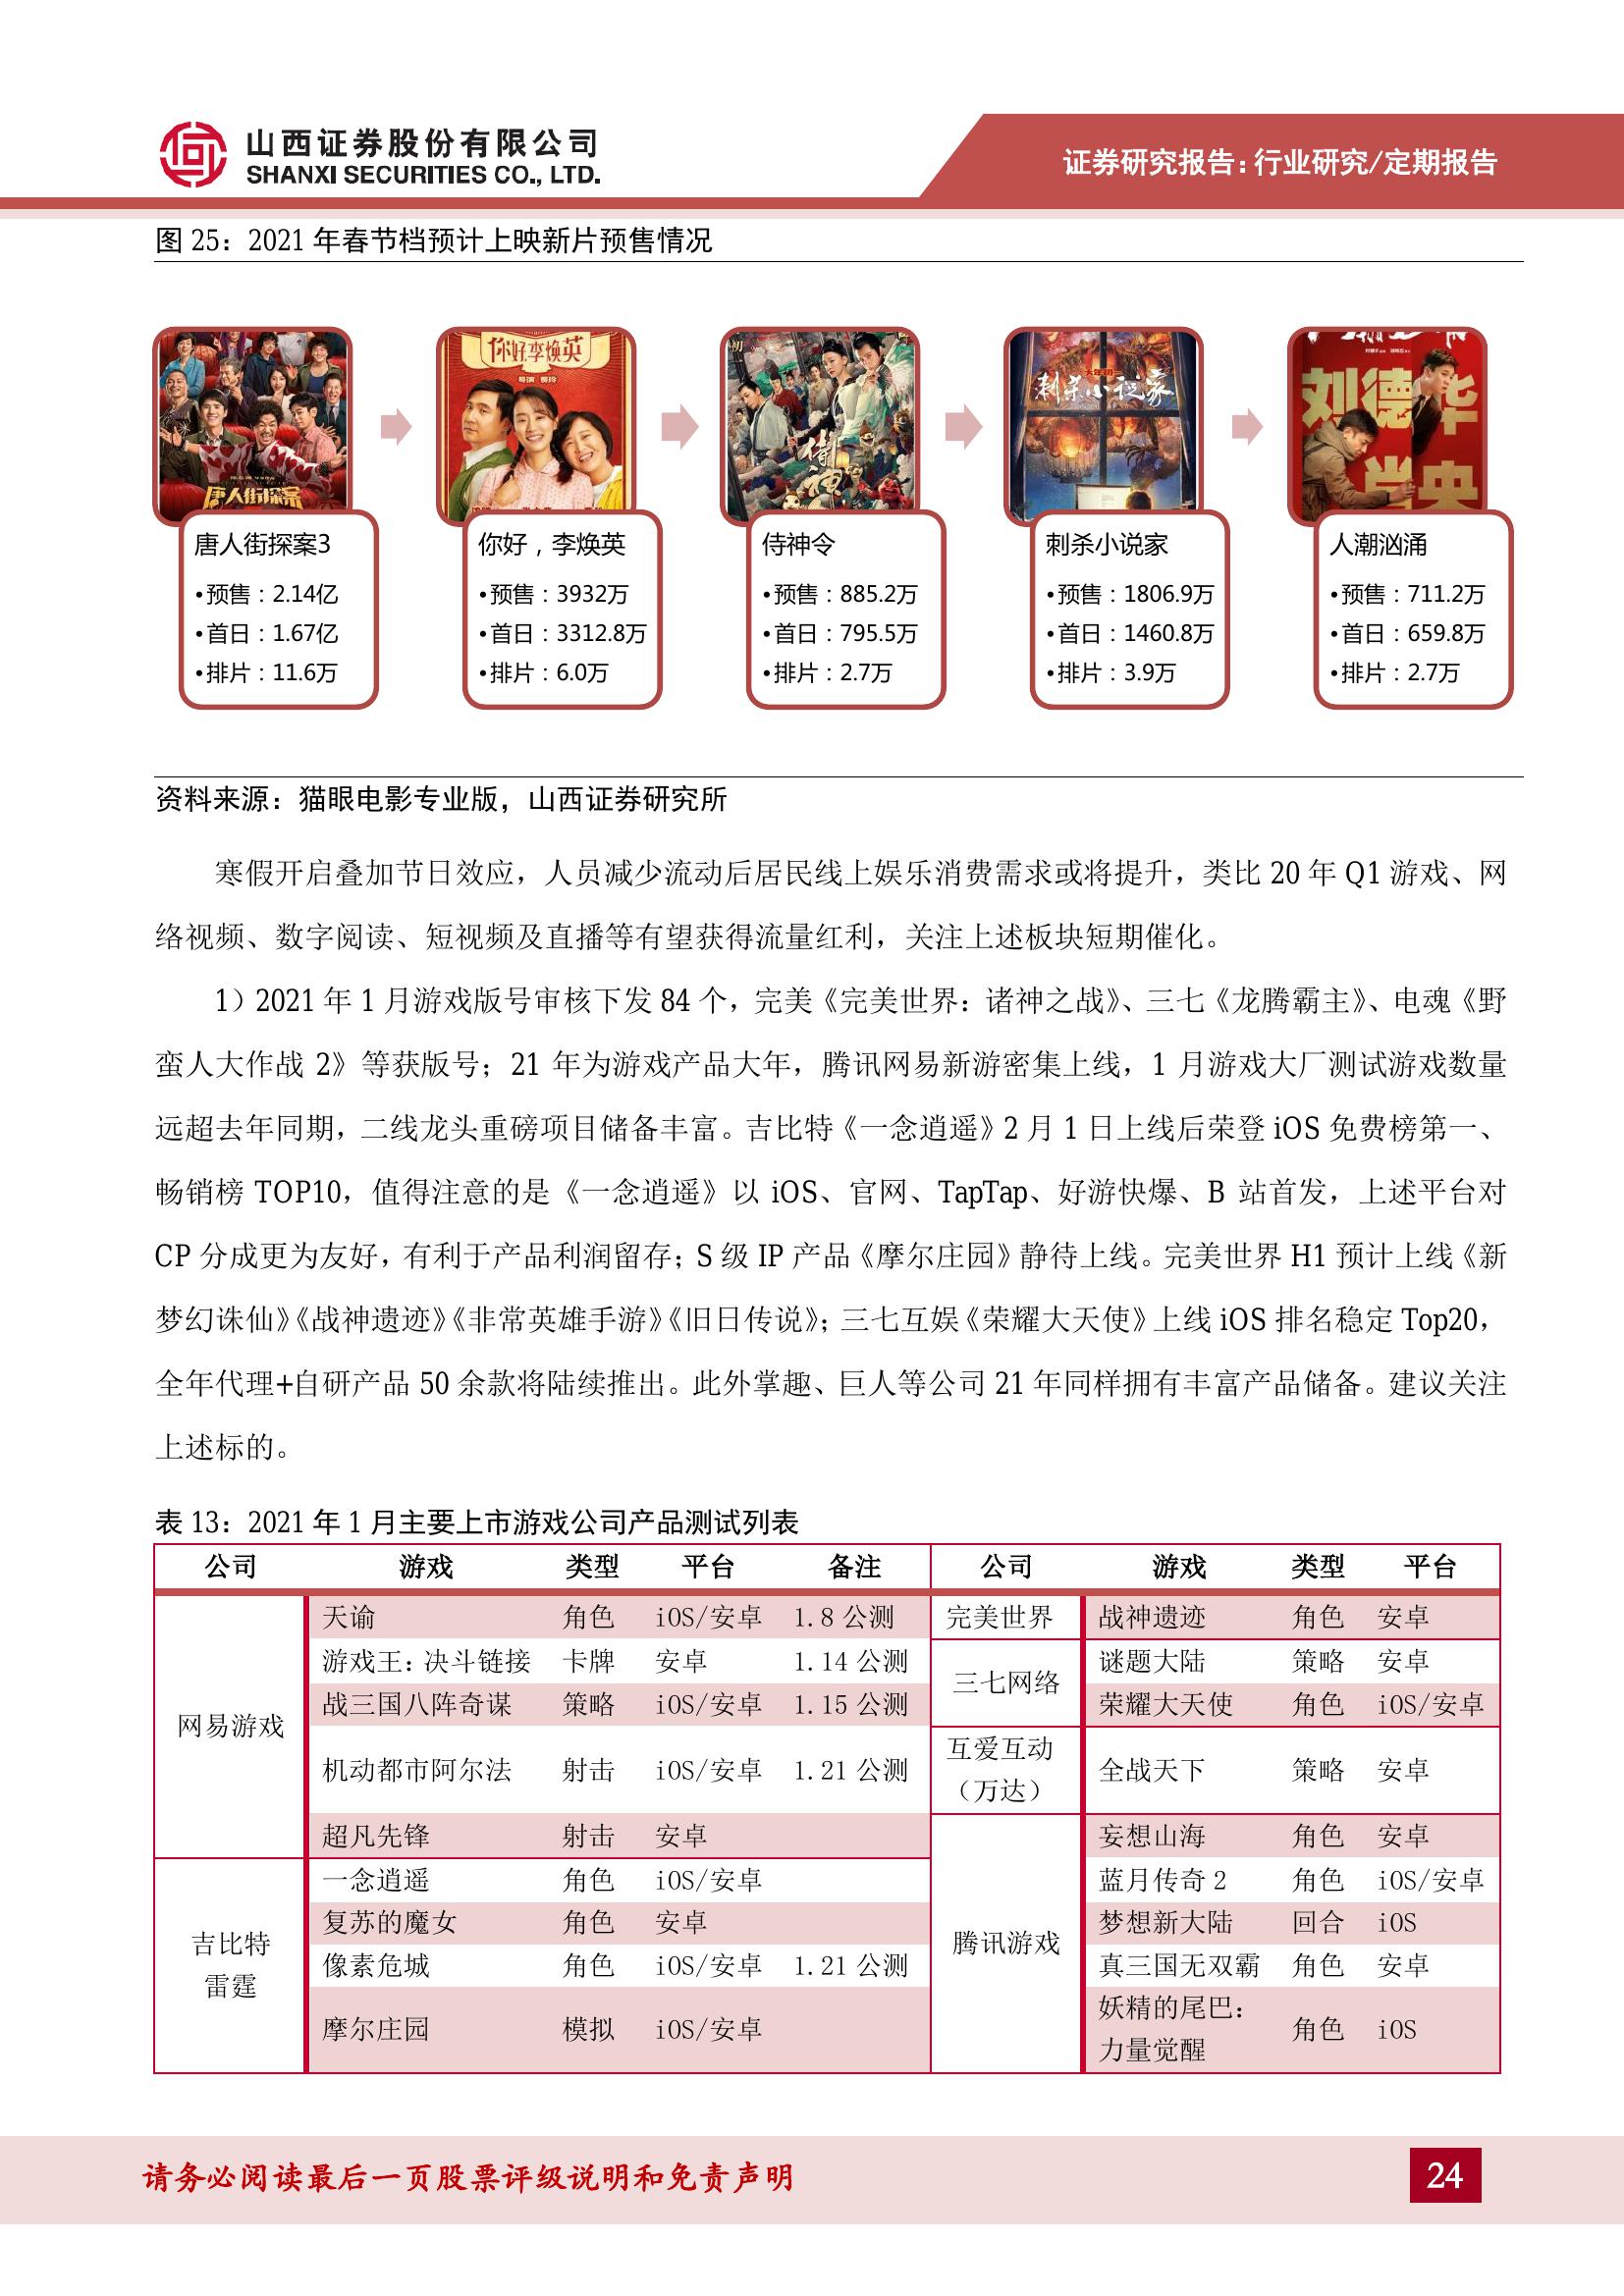 山西证券股份有限公司
SHANXI SECURITIES CO., LTD.
证券研究报告：行业研究/定期报告
图 25：2021 年春节档预计上映新片预售情况
唐人街探案
你好，李焕英
侍神
大年初一
刺杀小说家
刘德华
肖央
唐人街探案3
•预售：2.14亿
•首日：1.67亿
•排片：11.6万
你好，李焕英
•预售：3932万
•首日：3312.8万
•排片：6.0万
侍神令
•预售：885.2万
•首日：795.5万
•排片：2.7万
刺杀小说家
•预售：1806.9万
•首日：1460.8万
•排片：3.9万
人潮汹涌
•预售：711.2万
•首日：659.8万
•排片：2.7万
资料来源：猫眼电影专业版，山西证券研究所
寒假开启叠加节日效应，人员减少流动后居民线上娱乐消费需求或将提升，类比 20 年 Q1 游戏、网
络视频、数字阅读、短视频及直播等有望获得流量红利，关注上述板块短期催化。
1）2021 年 1 月游戏版号审核下发 84 个，完美《完美世界：诸神之战》、三七《龙腾霸主》、电魂《野
蛮人大作战 2》等获版号；21 年为游戏产品大年，腾讯网易新游密集上线，1 月游戏大厂测试游戏数量
远超去年同期，二线龙头重磅项目储备丰富。吉比特《一念逍遥》2 月 1 日上线后荣登 iOS 免费榜第一、
畅销榜 TOP10，值得注意的是《一念逍遥》以 iOS、官网、TapTap、好游快爆、B 站首发，上述平台对
CP 分成更为友好，有利于产品利润留存；S 级 IP 产品《摩尔庄园》静待上线。完美世界 H1 预计上线《新
梦幻诛仙》《战神遗迹》《非常英雄手游》《旧日传说》；三七互娱《荣耀大天使》上线 iOS 排名稳定 Top20，
全年代理+自研产品 50 余款将陆续推出。此外掌趣、巨人等公司 21 年同样拥有丰富产品储备。建议关注
上述标的。
表 13：2021 年 1 月主要上市游戏公司产品测试列表
公司 游戏 类型 平台 备注 公司 游戏 类型 平台
网易游戏 天谕 角色 iOS/安卓 1.8 公测 完美世界 战神遗迹 角色 安卓
游戏王：决斗链接 卡牌 安卓 1.14 公测 三七网络 谜题大陆 策略 安卓
战三国八阵奇谋 策略 iOS/安卓 1.15 公测 荣耀大天使 角色 iOS/安卓
机动都市阿尔法 射击 iOS/安卓 1.21 公测 互爱互动
（万达） 全战天下 策略 安卓
超凡先锋 射击 安卓 腾讯游戏 妄想山海 角色 安卓
吉比特
雷霆 一念逍遥 角色 iOS/安卓 蓝月传奇 2 角色 iOS/安卓
复苏的魔女 角色 安卓 梦想新大陆 回合 iOS
像素危城 角色 iOS/安卓 1.21 公测 真三国无双霸 角色 安卓
摩尔庄园 模拟 iOS/安卓 妖精的尾巴：
力量觉醒 角色 iOS
请务必阅读最后一页股票评级说明和免责声明
24